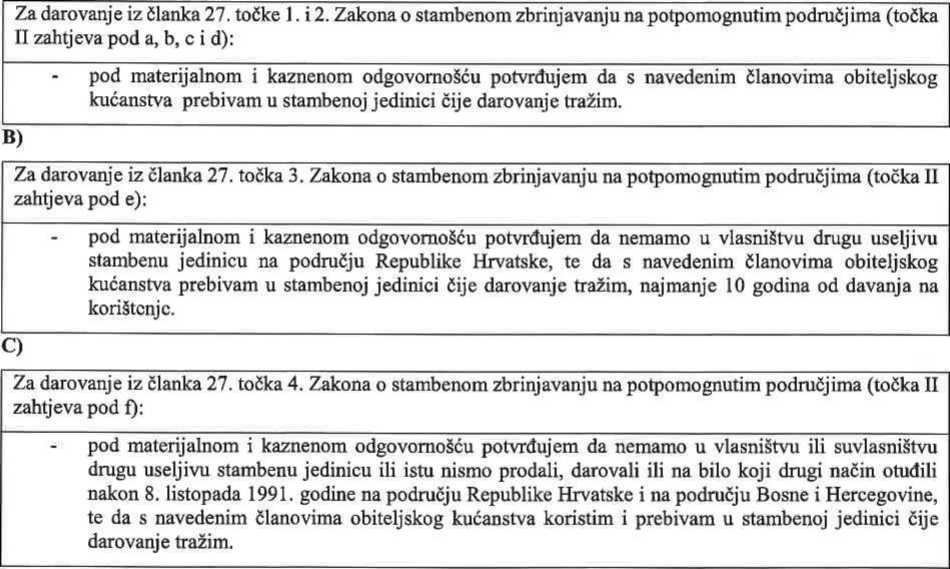 Za darovanje iz članka 27. točke 1. i 2. Zakona o stambenom zbrinjavanju na potpomognutim područjima (točka
II zahtjeva pod a, b, c i d):
- pod materijalnom i kaznenom odgovornošću potvrđujem da s navedenim članovima obiteljskog
kućanstva prebivam u stambenoj jedinici čije darovanje tražim.
B)
Za darovanje iz članka 27. točka 3. Zakona o stambenom zbrinjavanju na potpomognutim područjima (točka II
zahtjeva pod e):
- pod materijalnom i kaznenom odgovornošću potvrđujem da nemamo u vlasništvu drugu useljivu
stambenu jedinicu na području Republike Hrvatske, te da s navedenim članovima obiteljskog
kućanstva prebivam u stambenoj jedinici čije darovanje tražim, najmanje 10 godina od davanja na
korištenje.
C)
Za darovanje iz članka 27. točka 4. Zakona o stambenom zbrinjavanju na potpomognutim područjima (točka II
zahtjeva pod f):
- pod materijalnom i kaznenom odgovornošću potvrđujem da nemamo u vlasništvu ili suvlasništvu
drugu useljivu stambenu jedinicu ili istu nismo prodali, darovali ili na bilo koji drugi način otuđili
nakon 8. listopada 1991. godine na području Republike Hrvatske i na području Bosne i Hercegovine,
te da s navedenim članovima obiteljskog kućanstva koristim i prebivam u stambenoj jedinici čije
darovanje tražim.